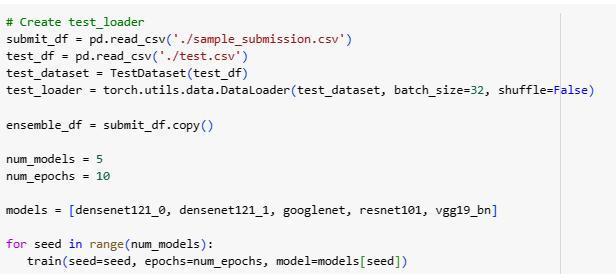 # Create test_loader
submit_df = pd.read_csv('./sample_submission.csv')
test_df = pd.read_csv('./test.csv')
test_dataset = TestDataset(test_df)
test_loader = torch.utils.data.DataLoader(test_dataset, batch_size=32, shuffle=False)
ensemble_df = submit_df.copy()
num_models = 5
num_epochs = 10
models = [densenet121_0, densenet121_1, googlenet, resnet101, vgg19_bn]
for seed in range(num_models):
train(seed=seed, epochs=num_epochs, model=models[seed])